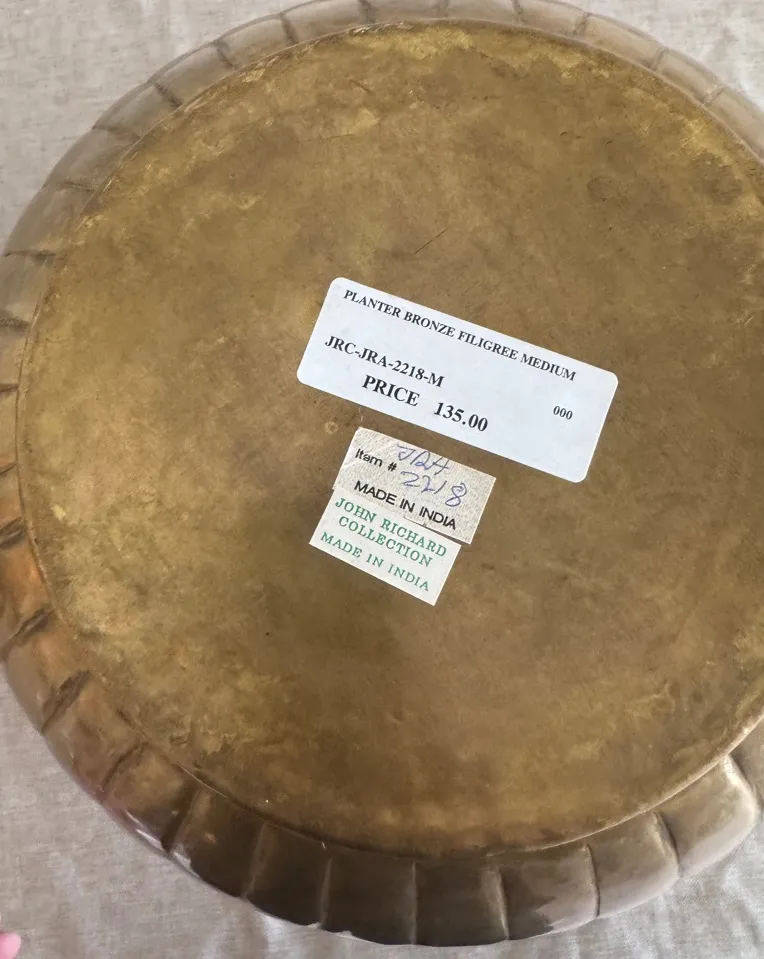 PLANTER BRONZE FILIGREE MEDIUM
JRC-JRA-2218-M
PRICE 135.00
000
Item # JRA
2218
MADE IN INDIA
JOHN RICHARD
COLLECTION
MADE IN INDIA